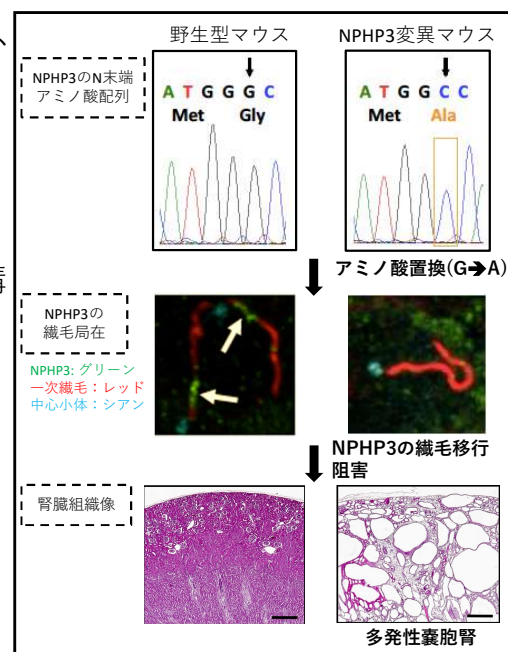 野生型マウス
NPHP3変異マウス
NPHP3のN末端
アミノ酸配列
A T G G G C
Met Gly
A T G G C C
Met Ala
アミノ酸置換(G➔A)
NPHP3の
繊毛局在
NPHP3: グリーン
一次繊毛：レッド
中心小体：シアン
NPHP3の繊毛移行
阻害
腎臓組織像
多発性嚢胞腎